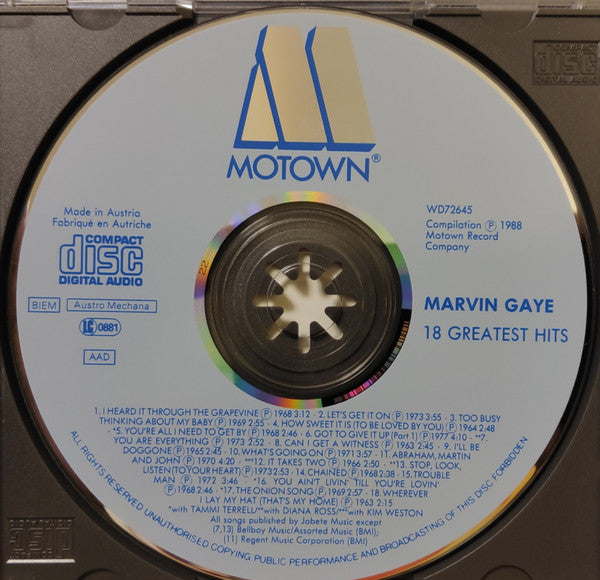 MOTOWN®
Made in Austria
Fabriqué en Autriche
COMPACT
disc
DIGITAL AUDIO
BIEM
Austro Mechana
LC 0881
AAD
WD72645
Compilation ℗ 1988
Motown Record
Company
MARVIN GAYE
18 GREATEST HITS
22
1. I HEARD IT THROUGH THE GRAPEVINE ℗ 1968 3:12 · 2. LET'S GET IT ON ℗ 1973 3:55 · 3. TOO BUSY
THINKING ABOUT MY BABY ℗ 1969 2:55 · 4. HOW SWEET IT IS (TO BE LOVED BY YOU) ℗ 1964 2:48
· *5. YOU'RE ALL I NEED TO GET BY ℗ 1968 2:46 · 6. GOT TO GIVE IT UP (Part 1) ℗ 1977 4:10 · **7.
YOU ARE EVERYTHING ℗ 1973 2:52 · 8. CAN I GET A WITNESS ℗ 1963 2:45 · 9. I'LL BE
DOGGONE ℗ 1965 2:45 · 10. WHAT'S GOING ON ℗ 1971 3:57 · 11. ABRAHAM, MARTIN
AND JOHN ℗ 1970 4:20 · ***12. IT TAKES TWO ℗ 1966 2:50 · **13. STOP, LOOK,
LISTEN (TO YOUR HEART) ℗ 1973 2:53 · 14. CHAINED ℗ 1968 2:38 · 15. TROUBLE
MAN ℗ 1972 3:46 · *16. YOU AIN'T LIVIN' TILL YOU'RE LOVIN'
℗ 1968 2:46 · *17. THE ONION SONG ℗ 1969 2:57 · 18. WHEREVER
I LAY MY HAT (THAT'S MY HOME) ℗ 1963 2:15
*with TAMMI TERRELL/**with DIANA ROSS/***with KIM WESTON
All songs published by Jobete Music except
(7,13) Bellboy Music/Assorted Music (BMI);
(11) Regent Music Corporation (BMI)
ALL RIGHTS RESERVED UNAUTHORISED COPYING, PUBLIC PERFORMANCE AND BROADCASTING OF THIS DISC FORBIDDEN
COMPACT
disc
DIGITAL AUDIO